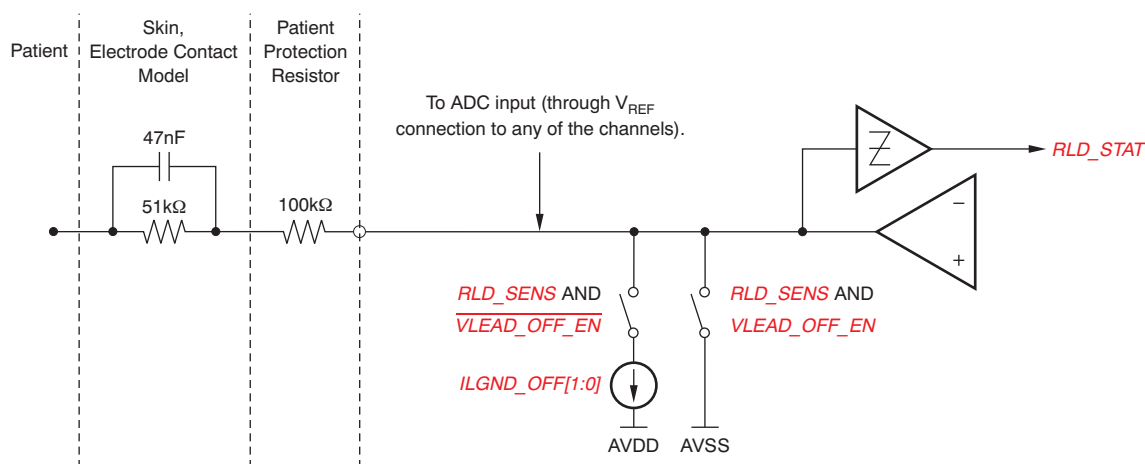 Patient
Skin,
Electrode Contact
Model
Patient
Protection
Resistor
To ADC input (through VREF
connection to any of the channels).
47nF
51kΩ
100kΩ
RLD_STAT
−
+
RLD_SENS AND
VLEAD_OFF_EN
RLD_SENS AND
VLEAD_OFF_EN
ILGND_OFF[1:0]
AVDD
AVSS